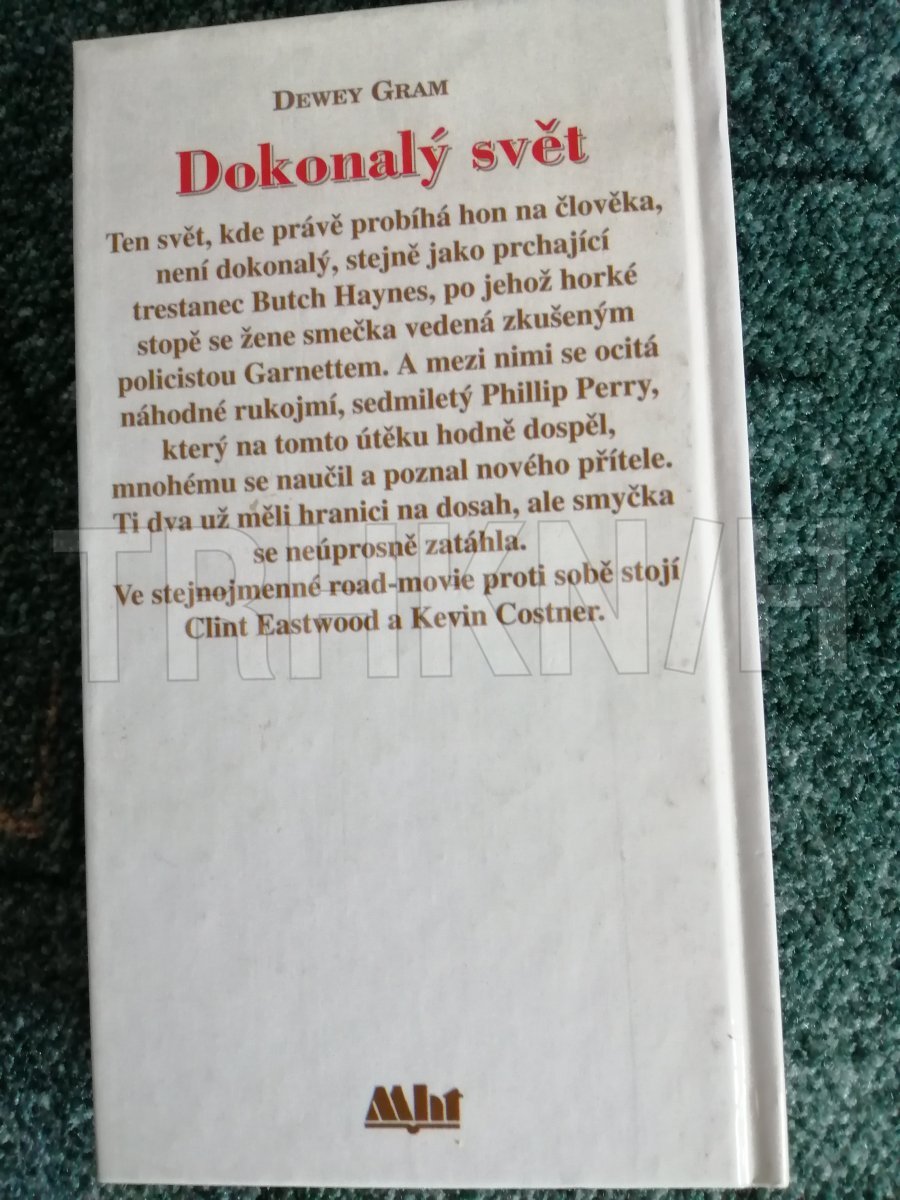 DEWEY GRAM
Dokonalý svět
Ten svět, kde právě probíhá hon na člověka,
není dokonalý, stejně jako prchající
trestanec Butch Haynes, po jehož horké
stopě se žene smečka vedená zkušeným
policistou Garnettem. A mezi nimi se ocitá
náhodné rukojmí, sedmiletý Phillip Perry,
který na tomto útěku hodně dospěl,
mnohému se naučil a poznal nového přítele.
Ti dva už měli hranici na dosah, ale smyčka
se neúprosně zatáhla.
Ve stejnojmenné road-movie proti sobě stojí
Clint Eastwood a Kevin Costner.
TRHKNIH
Mht